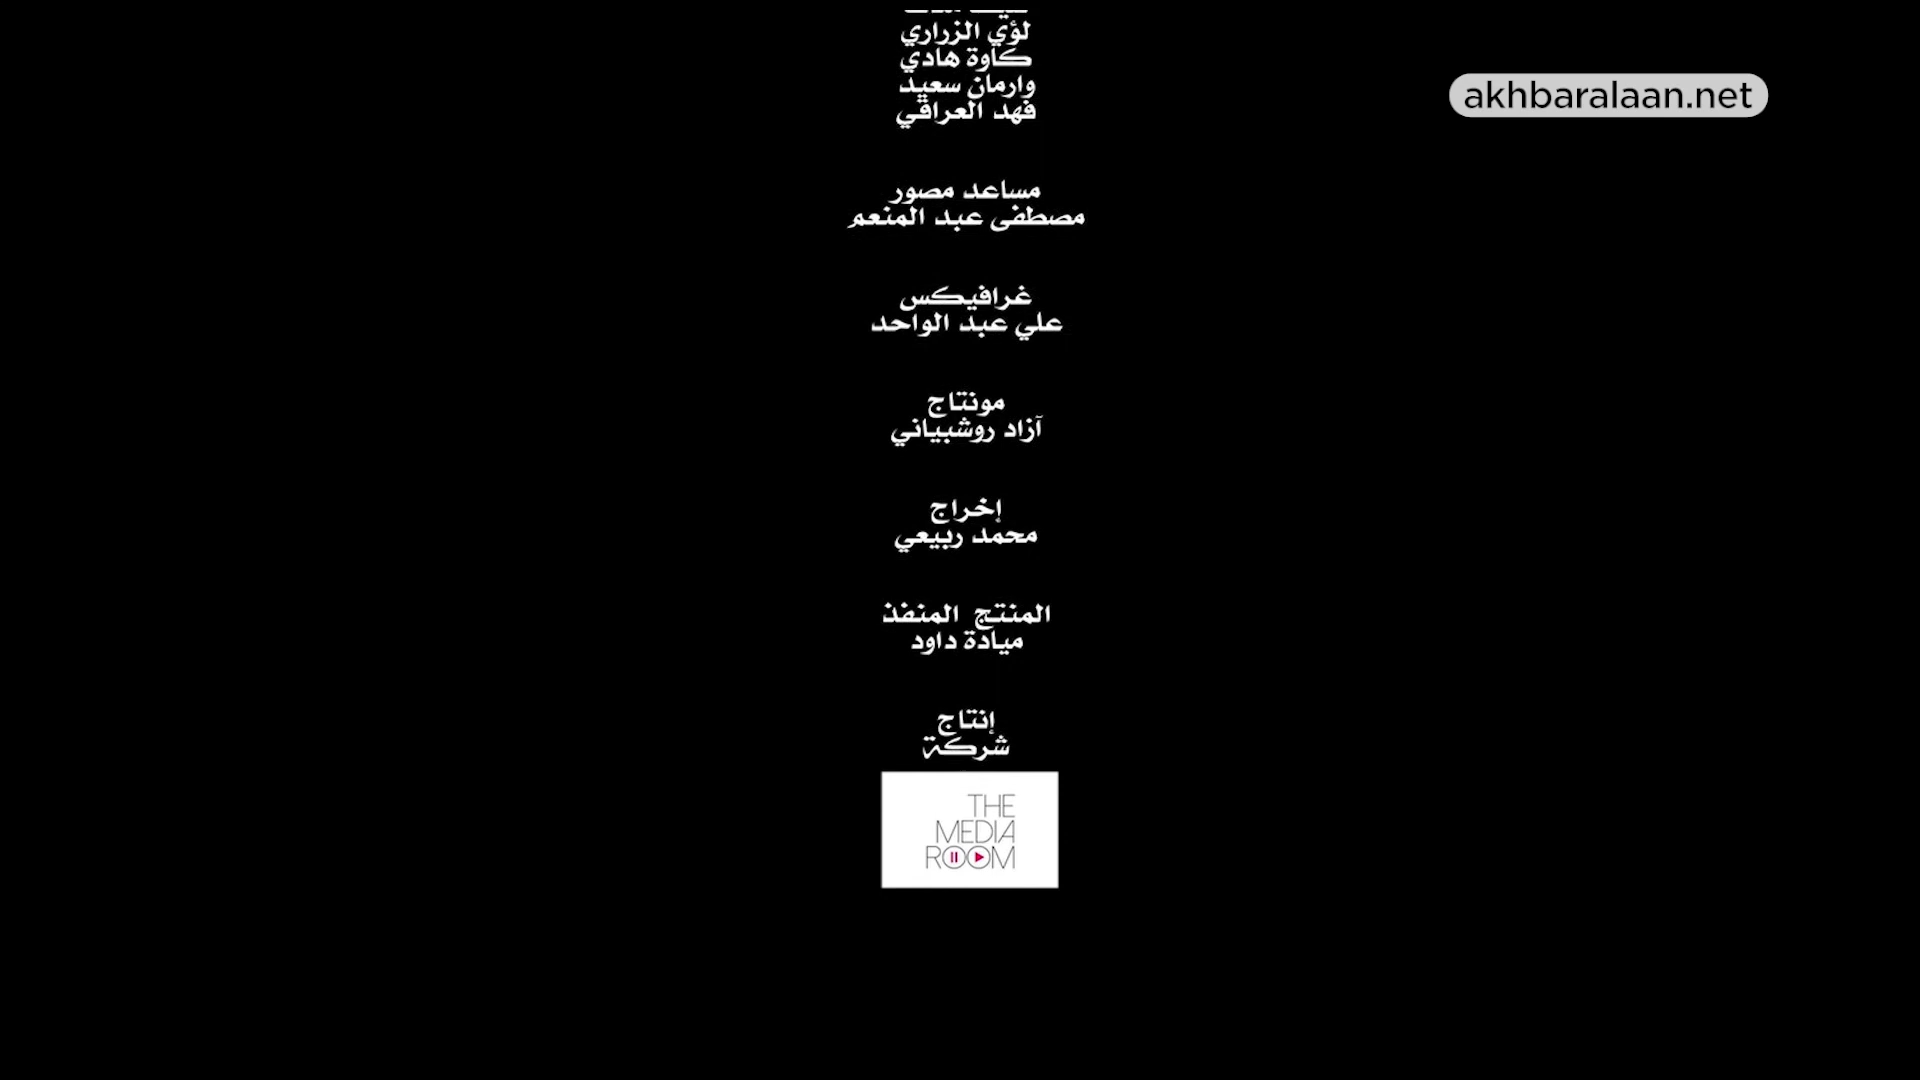 لؤي الزراري
كاوة هادي
وارمان سعيد
فهد العراقي
akhbaralaan.net
مساعد مصور
مصطفى عبد المنعم
غرافيكس
علي عبد الواحد
مونتاج
آزاد روشبياني
إخراج
محمد ربيعي
المنتج المنفذ
ميادة داود
إنتاج
شركة
THE
MEDIA
ROOM